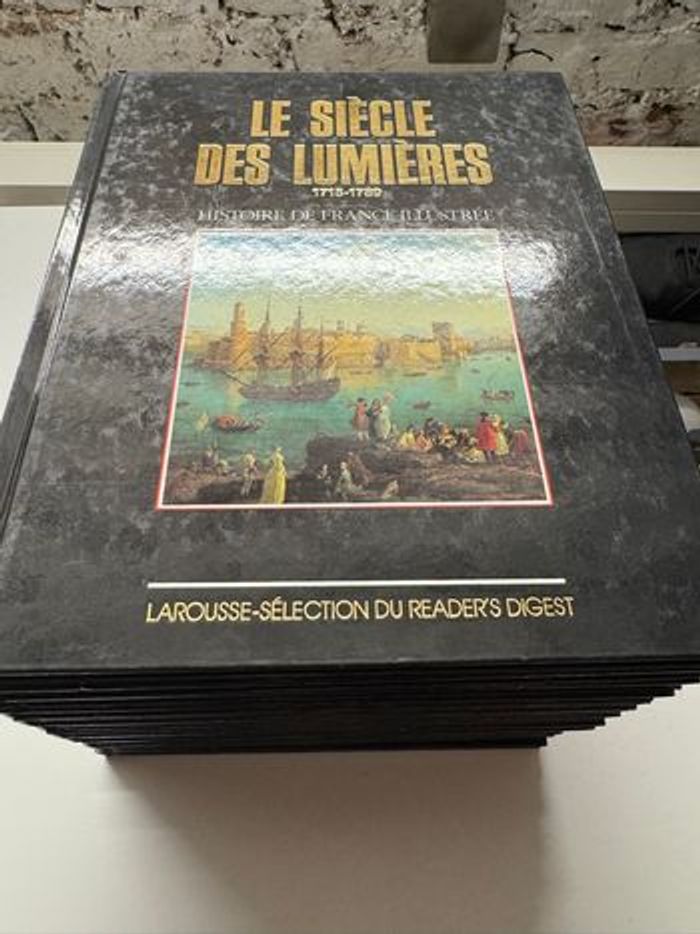 LE SIÈCLE
DES LUMIÈRES
1715-1789
HISTOIRE DE FRANCE ILLUSTRÉE
LAROUSSE-SÉLECTION DU READER'S DIGEST